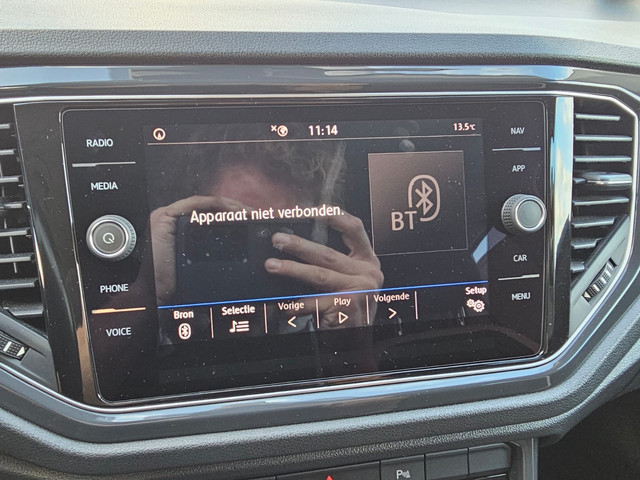 RADIO
MEDIA
PHONE
VOICE
11:14
13.5°C
Apparaat niet verbonden.
BT
Bron
Selectie
Vorige
Play
Volgende
Setup
NAV
APP
CAR
MENU